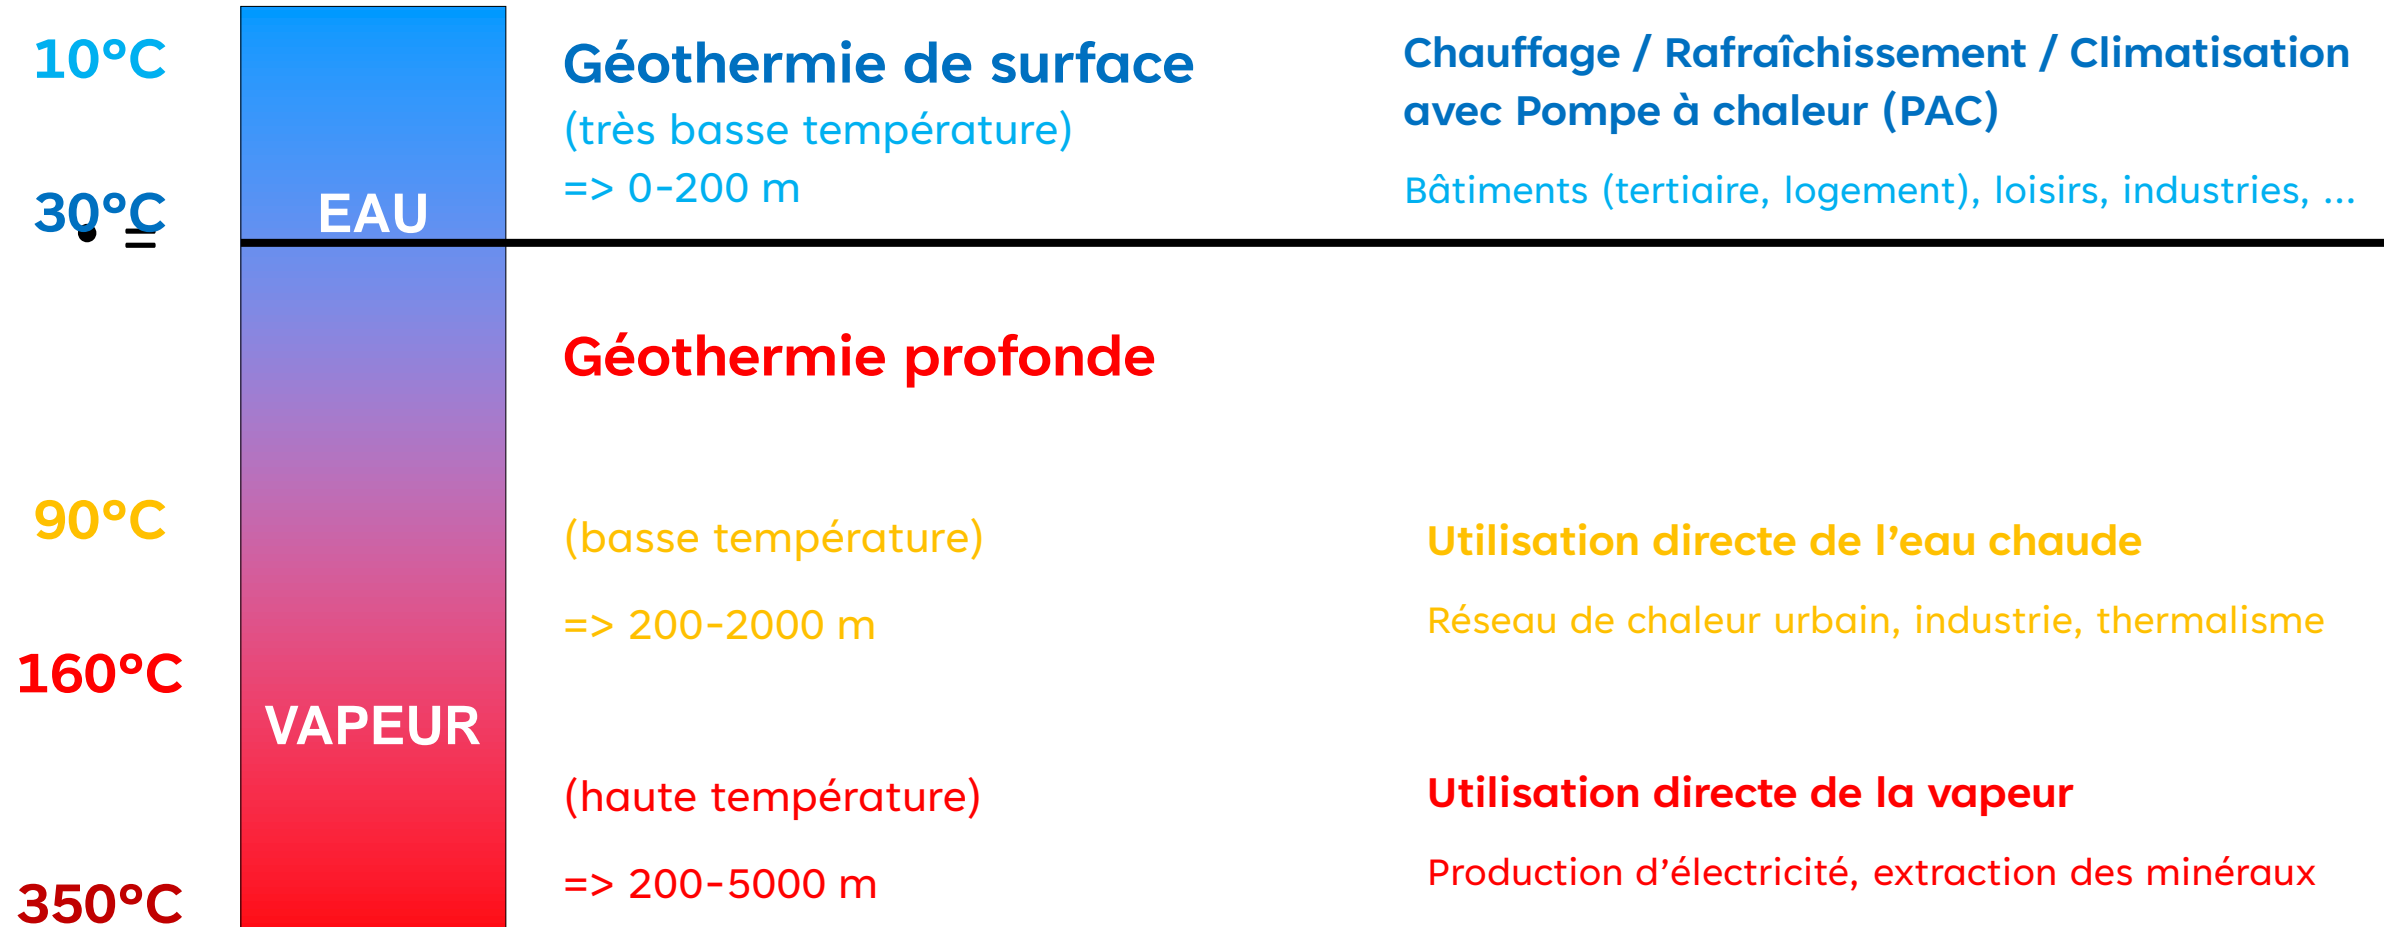 10°C
Géothermie de surface
Chauffage / Rafraîchissement / Climatisation
avec Pompe à chaleur (PAC)
(très basse température)
=> 0-200 m
Bâtiments (tertiaire, logement), loisirs, industries, ...
30°C
EAU
Géothermie profonde
90°C
(basse température)
Utilisation directe de l’eau chaude
=> 200-2000 m
Réseau de chaleur urbain, industrie, thermalisme
160°C
VAPEUR
(haute température)
Utilisation directe de la vapeur
=> 200-5000 m
Production d’électricité, extraction des minéraux
350°C